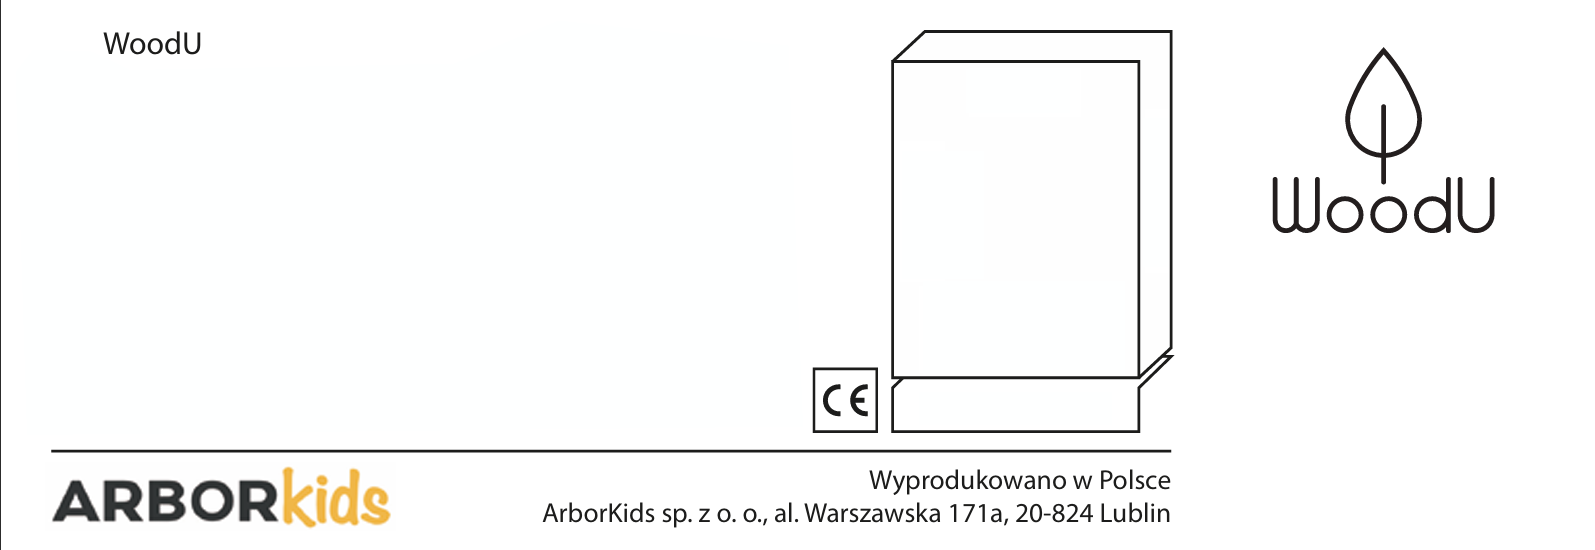 WoodU
WoodU
CE
ARBORkids
Wyprodukowano w Polsce
ArborKids sp. z o. o., al. Warszawska 171a, 20-824 Lublin